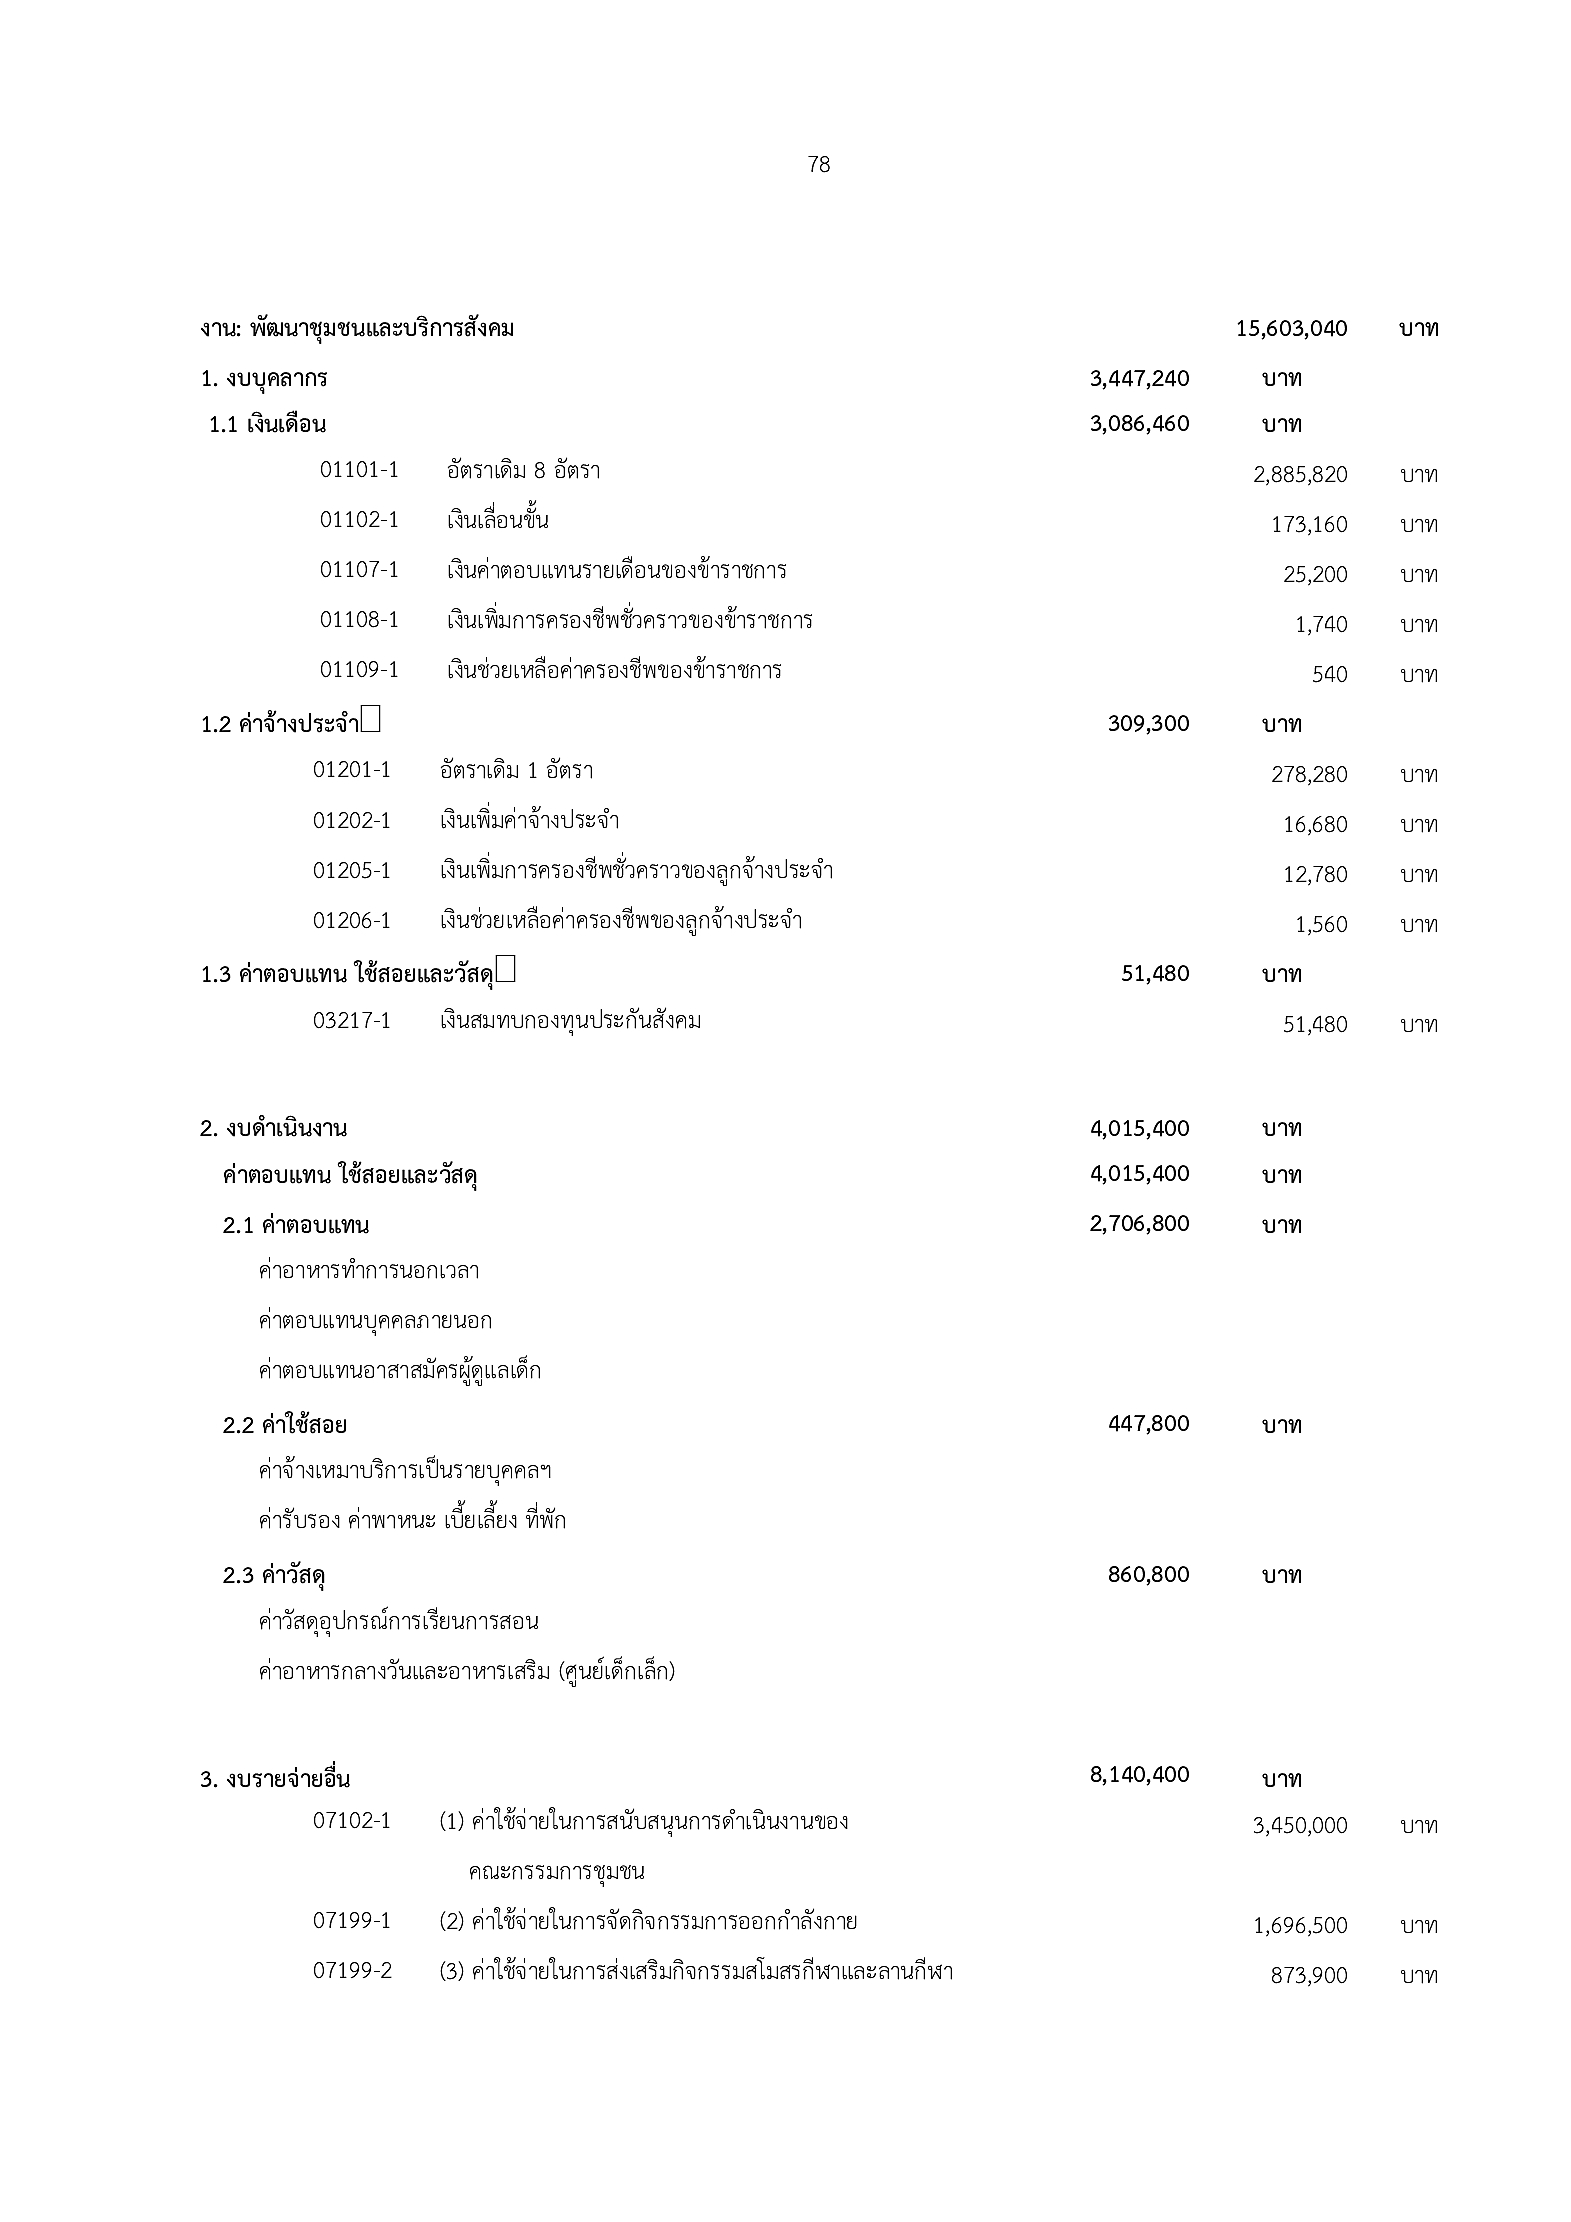 78
งาน: พัฒนาชุมชนและบริการสังคม 15,603,040 บาท
1. งบบุคลากร 3,447,240 บาท
1.1 เงินเดือน 3,086,460 บาท
01101-1 อัตราเดิม 8 อัตรา 2,885,820 บาท
01102-1 เงินเลื่อนขั้น 173,160 บาท
01107-1 เงินค่าตอบแทนรายเดือนของข้าราชการ 25,200 บาท
01108-1 เงินเพิ่มการครองชีพชั่วคราวของข้าราชการ 1,740 บาท
01109-1 เงินช่วยเหลือค่าครองชีพของข้าราชการ 540 บาท
1.2 ค่าจ้างประจำ 309,300 บาท
01201-1 อัตราเดิม 1 อัตรา 278,280 บาท
01202-1 เงินเพิ่มค่าจ้างประจำ 16,680 บาท
01205-1 เงินเพิ่มการครองชีพชั่วคราวของลูกจ้างประจำ 12,780 บาท
01206-1 เงินช่วยเหลือค่าครองชีพของลูกจ้างประจำ 1,560 บาท
1.3 ค่าตอบแทน ใช้สอยและวัสดุ 51,480 บาท
03217-1 เงินสมทบกองทุนประกันสังคม 51,480 บาท
2. งบดำเนินงาน 4,015,400 บาท
ค่าตอบแทน ใช้สอยและวัสดุ 4,015,400 บาท
2.1 ค่าตอบแทน 2,706,800 บาท
ค่าอาหารทำการนอกเวลา
ค่าตอบแทนบุคคลภายนอก
ค่าตอบแทนอาสาสมัครผู้ดูแลเด็ก
2.2 ค่าใช้สอย 447,800 บาท
ค่าจ้างเหมาบริการเป็นรายบุคคลฯ
ค่ารับรอง ค่าพาหนะ เบี้ยเลี้ยง ที่พัก
2.3 ค่าวัสดุ 860,800 บาท
ค่าวัสดุอุปกรณ์การเรียนการสอน
ค่าอาหารกลางวันและอาหารเสริม (ศูนย์เด็กเล็ก)
3. งบรายจ่ายอื่น 8,140,400 บาท
07102-1 (1) ค่าใช้จ่ายในการสนับสนุนการดำเนินงานของ 3,450,000 บาท
คณะกรรมการชุมชน
07199-1 (2) ค่าใช้จ่ายในการจัดกิจกรรมการออกกำลังกาย 1,696,500 บาท
07199-2 (3) ค่าใช้จ่ายในการส่งเสริมกิจกรรมสโมสรกีฬาและลานกีฬา 873,900 บาท